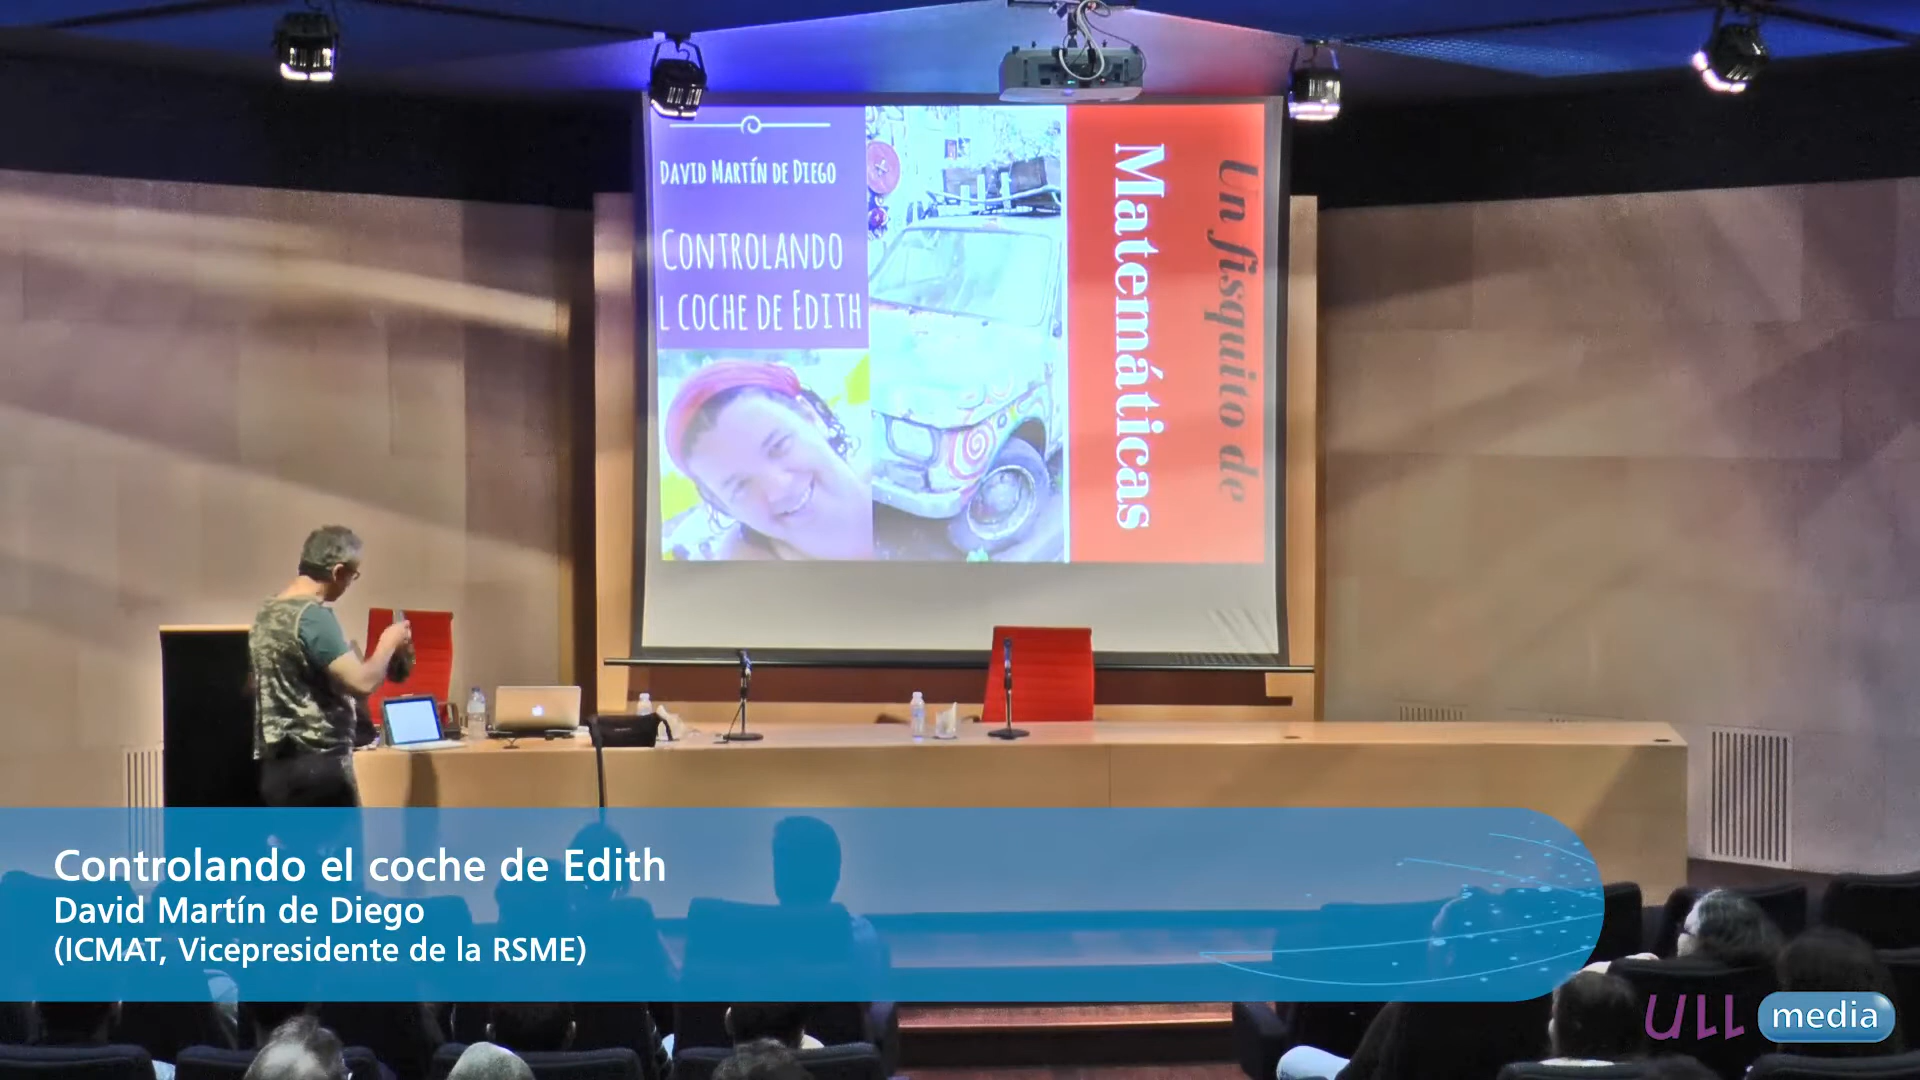 David Martín de Diego
Controlando
l coche de Edith
Un fisquito de
Matemáticas
Controlando el coche de Edith
David Martín de Diego
(ICMAT, Vicepresidente de la RSME)
ULL media